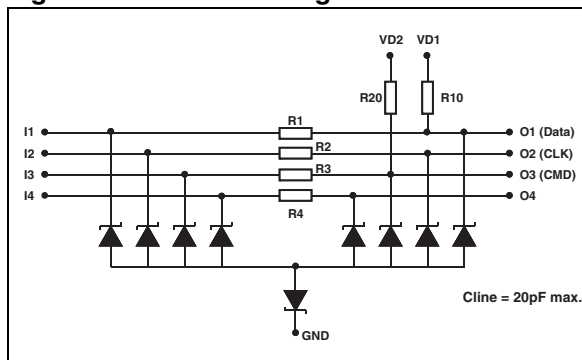 VD2 VD1
R20 R10
R1
I1 O1 (Data)
I2 R2 O2 (CLK)
I3 R3 O3 (CMD)
I4 O4
R4
Cline = 20pF max.
GND